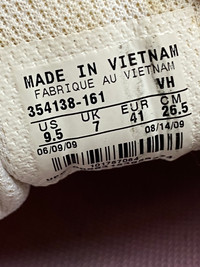 MADE IN VIETNAM
FABRIQUE AU VIETNAM
354138-161 VH
US UK EUR CM
9.5 7 41 26.5
06/09/09 08/14/09